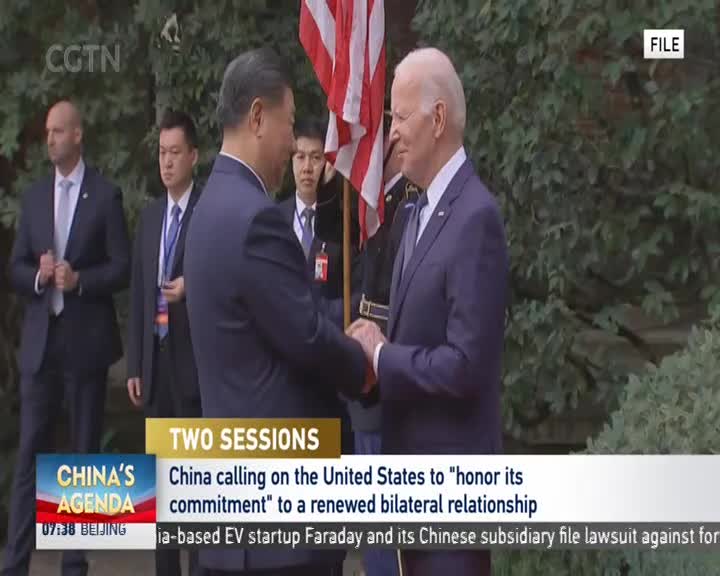 CGTN
FILE
TWO SESSIONS
China calling on the United States to "honor its
commitment" to a renewed bilateral relationship
CHINA'S
AGENDA
07:38 BEIJING
ia-based EV startup Faraday and its Chinese subsidiary file lawsuit against for